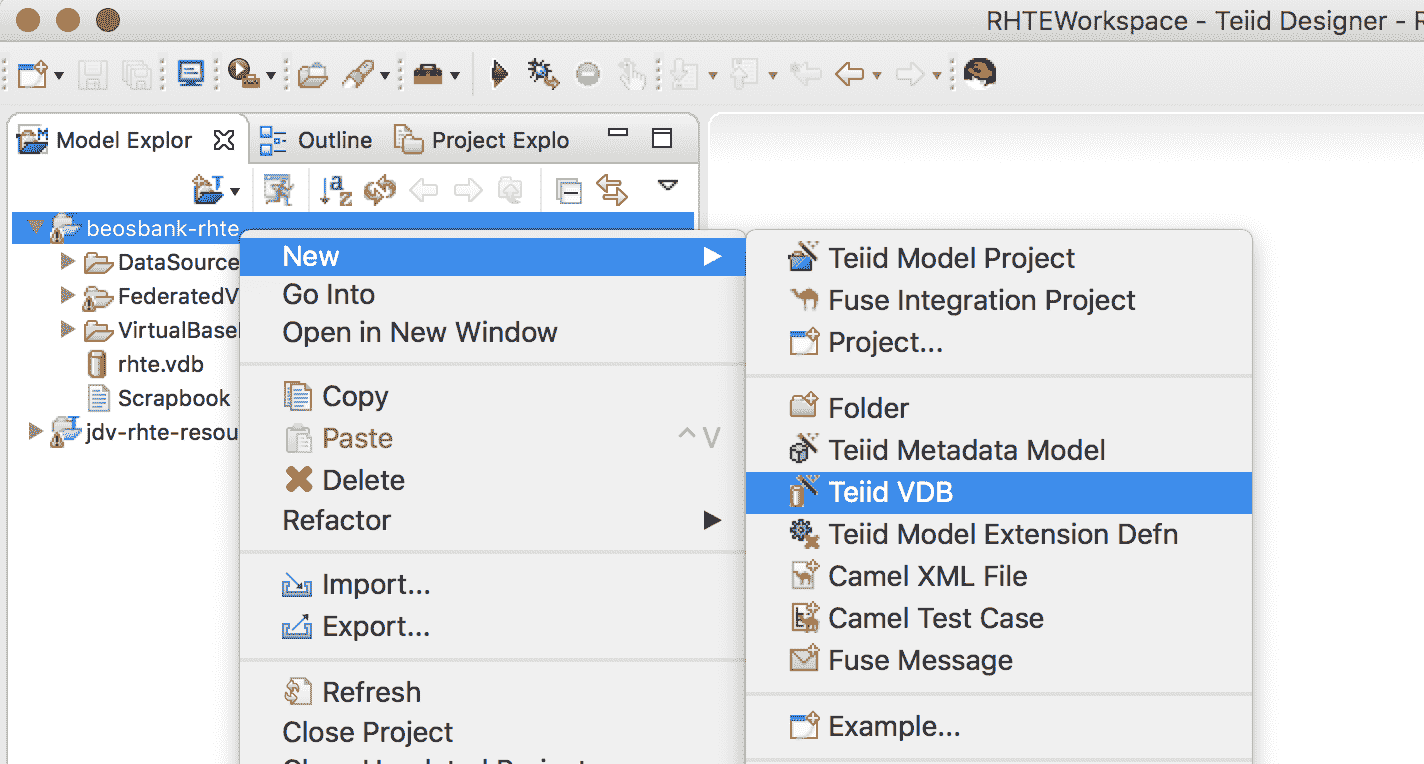 RHTEWorkspace - Teiid Designer -
Model Explor
Outline
Project Explo
beosbank-rhte
DataSource
FederatedV
VirtualBase
rhte.vdb
Scrapbook
jdv-rhte-resou
New
Go Into
Open in New Window
Copy
Paste ^V
Delete
Refactor
Import...
Export...
Refresh
Close Project
Teiid Model Project
Fuse Integration Project
Project...
Folder
Teiid Metadata Model
Teiid VDB
Teiid Model Extension Defn
Camel XML File
Camel Test Case
Fuse Message
Example...